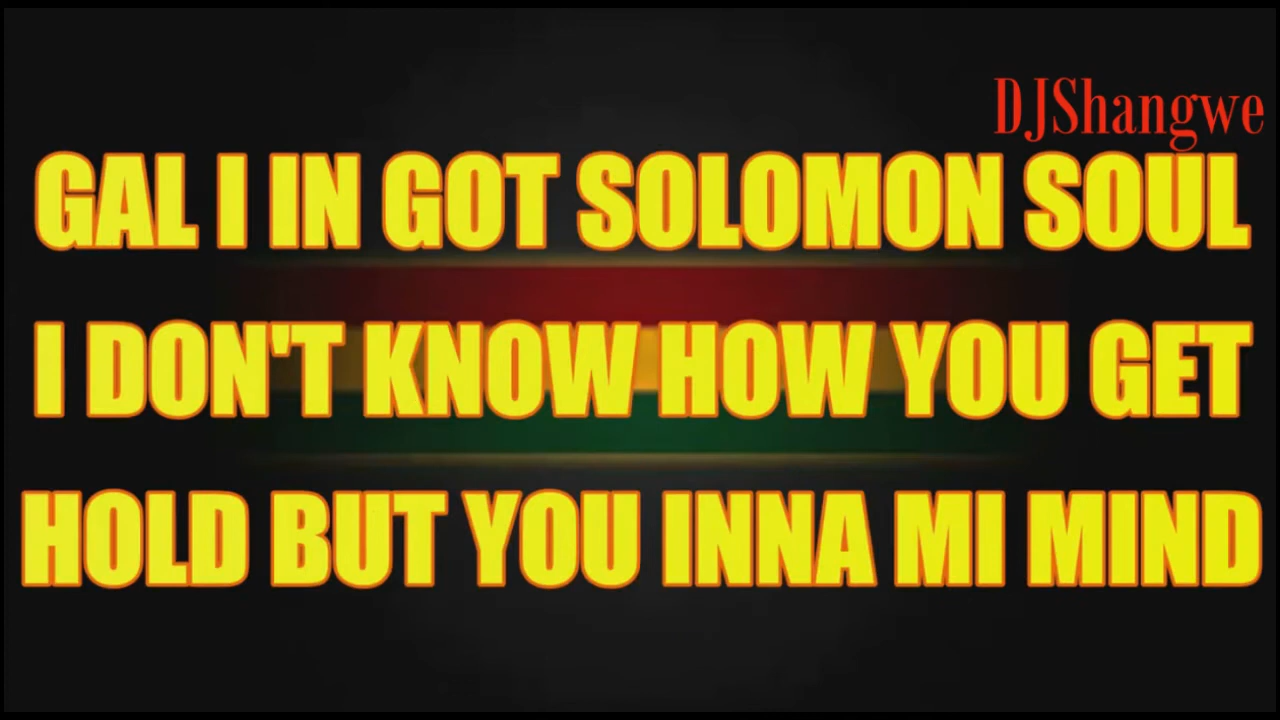 DJShangwe
GAL I IN GOT SOLOMON SOUL
I DON'T KNOW HOW YOU GET
HOLD BUT YOU INNA MI MIND